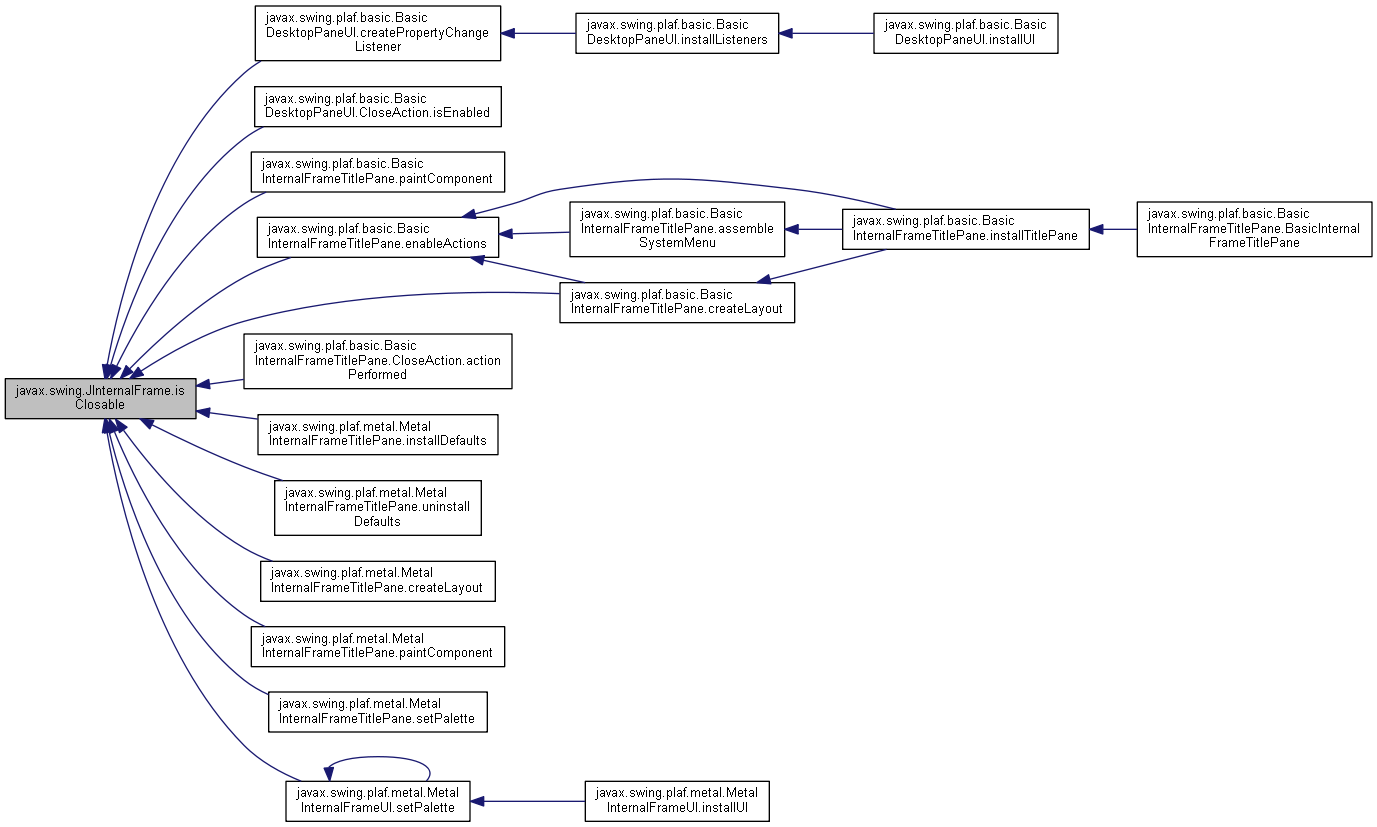 javax.swing.plaf.basic.Basic
DesktopPaneUI.createPropertyChange
Listener
javax.swing.plaf.basic.Basic
DesktopPaneUI.installListeners
javax.swing.plaf.basic.Basic
DesktopPaneUI.installUI
javax.swing.plaf.basic.Basic
DesktopPaneUI.CloseAction.isEnabled
javax.swing.plaf.basic.Basic
InternalFrameTitlePane.paintComponent
javax.swing.plaf.basic.Basic
InternalFrameTitlePane.enableActions
javax.swing.plaf.basic.Basic
InternalFrameTitlePane.assemble
SystemMenu
javax.swing.plaf.basic.Basic
InternalFrameTitlePane.installTitlePane
javax.swing.plaf.basic.Basic
InternalFrameTitlePane.BasicInternal
FrameTitlePane
javax.swing.plaf.basic.Basic
InternalFrameTitlePane.createLayout
javax.swing.plaf.basic.Basic
InternalFrameTitlePane.CloseAction.action
Performed
javax.swing.JInternalFrame.is
Closable
javax.swing.plaf.metal.Metal
InternalFrameTitlePane.installDefaults
javax.swing.plaf.metal.Metal
InternalFrameTitlePane.uninstall
Defaults
javax.swing.plaf.metal.Metal
InternalFrameTitlePane.createLayout
javax.swing.plaf.metal.Metal
InternalFrameTitlePane.paintComponent
javax.swing.plaf.metal.Metal
InternalFrameTitlePane.setPalette
javax.swing.plaf.metal.Metal
InternalFrameUI.setPalette
javax.swing.plaf.metal.Metal
InternalFrameUI.installUI